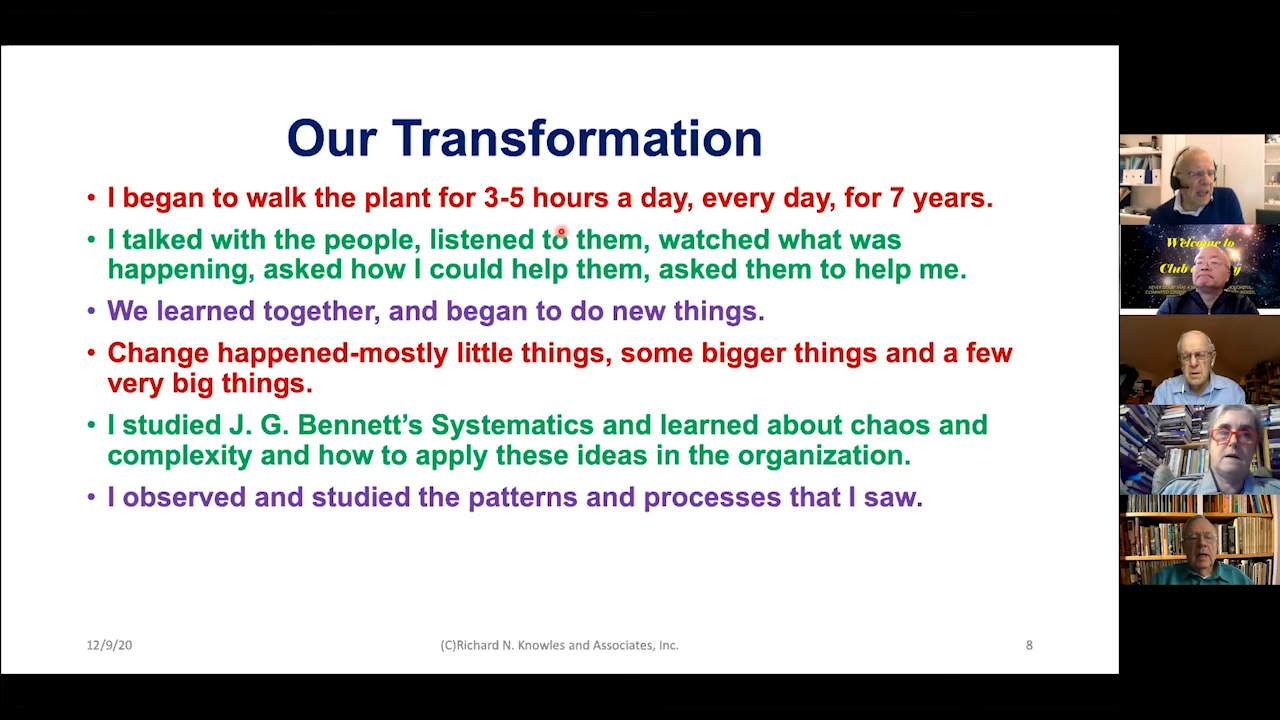 Our Transformation
• I began to walk the plant for 3-5 hours a day, every day, for 7 years.
• I talked with the people, listened to them, watched what was
happening, asked how I could help them, asked them to help me.
• We learned together, and began to do new things.
• Change happened-mostly little things, some bigger things and a few
very big things.
• I studied J. G. Bennett’s Systematics and learned about chaos and
complexity and how to apply these ideas in the organization.
• I observed and studied the patterns and processes that I saw.
12/9/20
(C)Richard N. Knowles and Associates, Inc.
8
Welcome to
Club